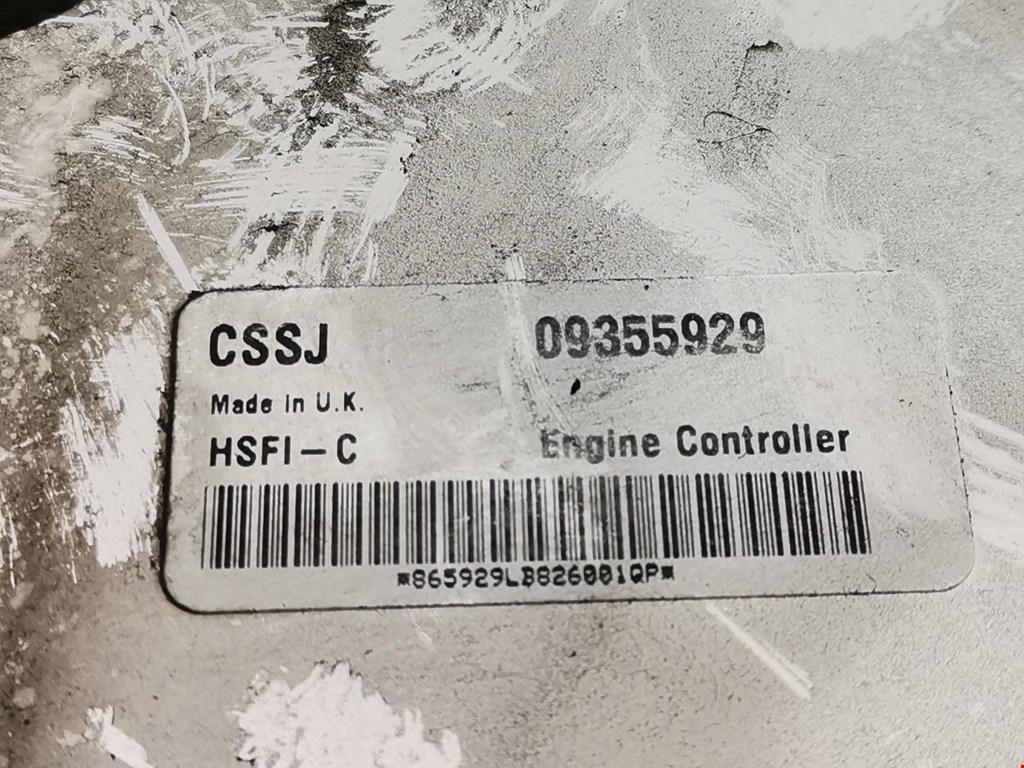 CSSJ 09355929
Made in U.K.
HSFI-C Engine Controller
*865929LB826001QP*